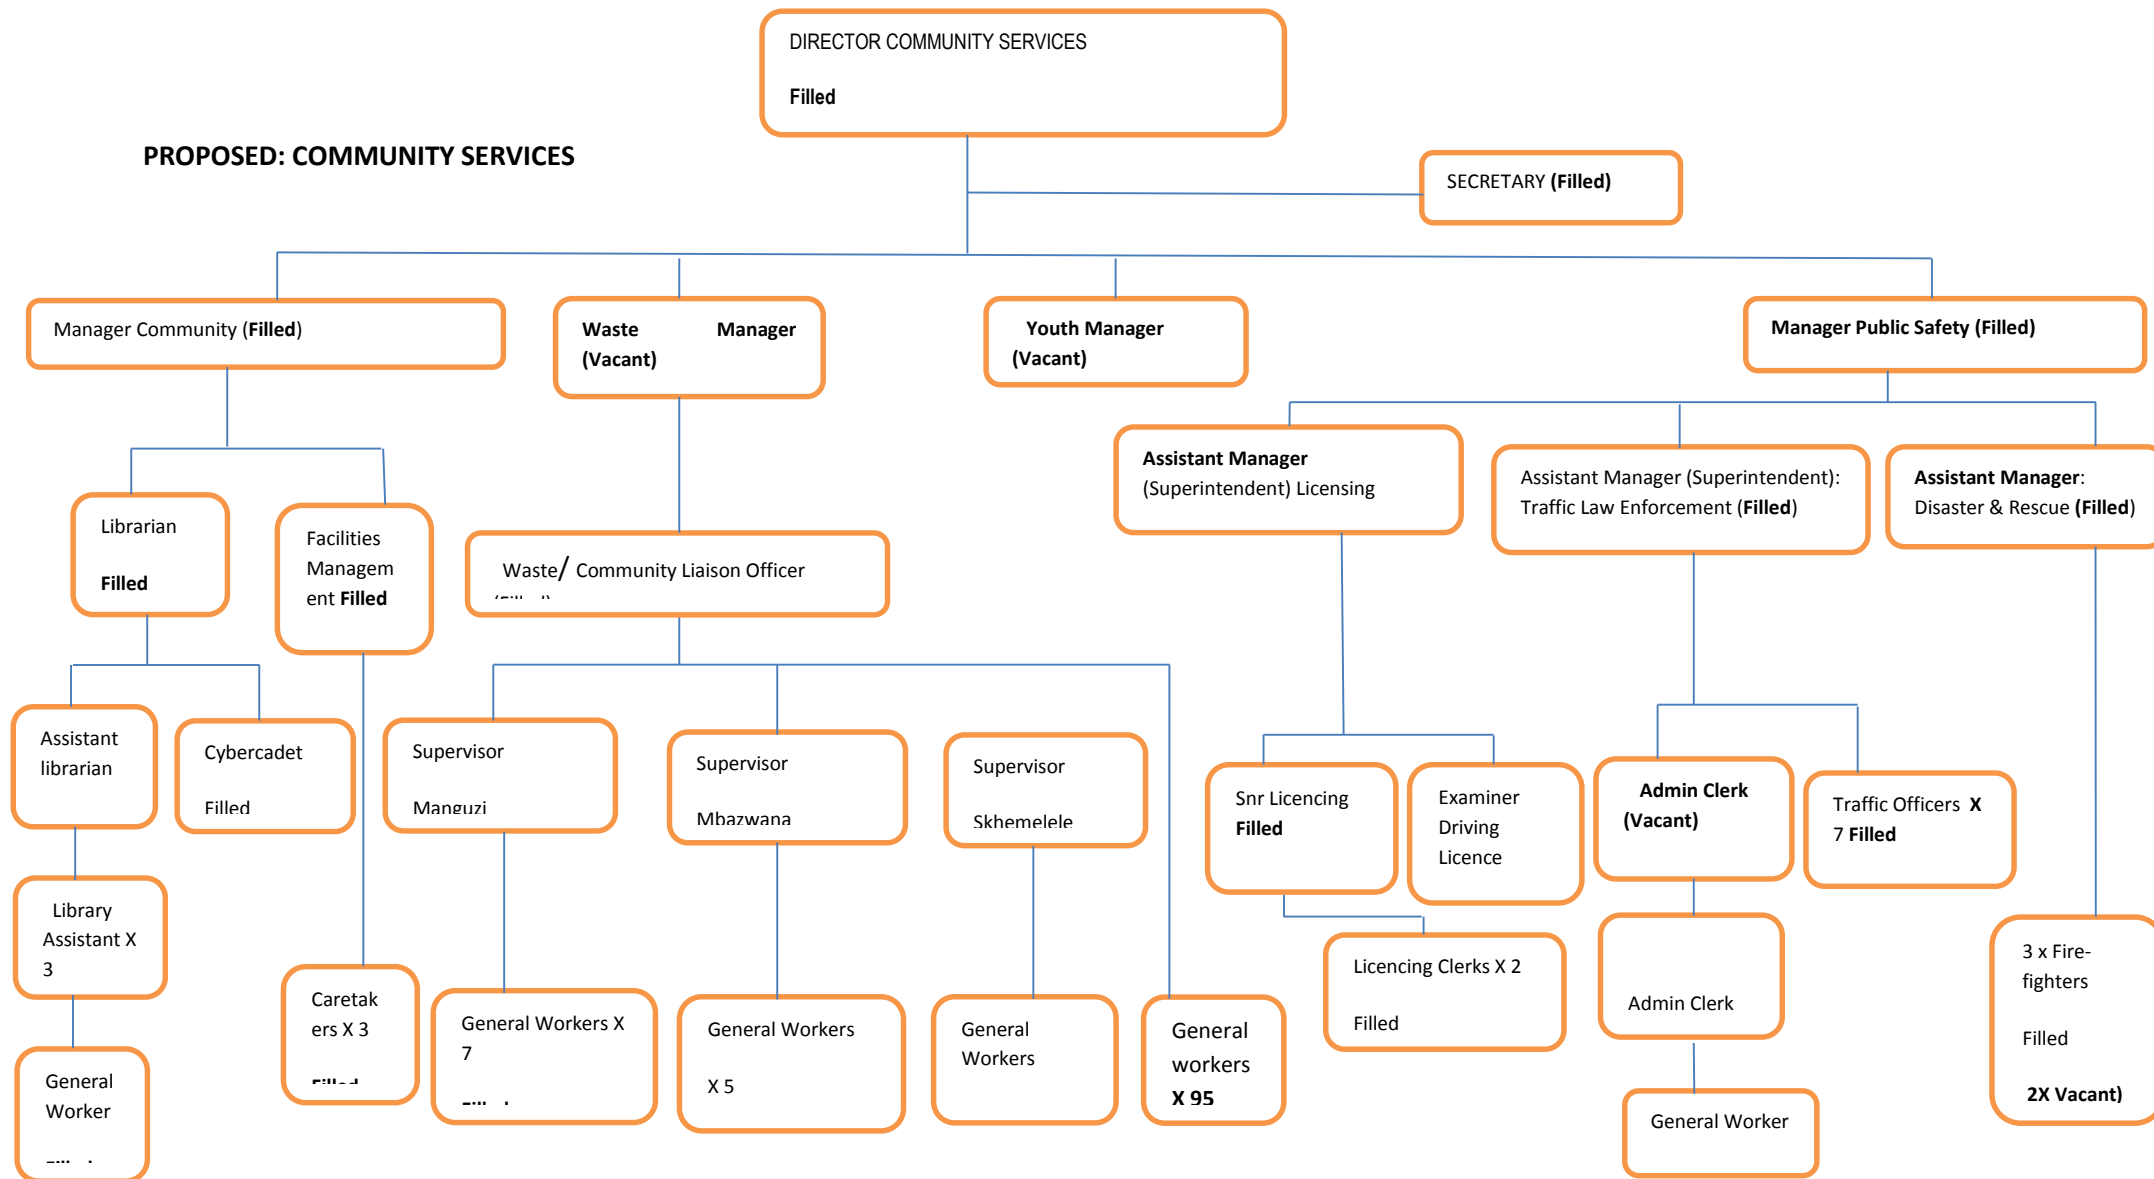 DIRECTOR COMMUNITY SERVICES
Filled
PROPOSED: COMMUNITY SERVICES
SECRETARY (Filled)
Manager Community (Filled)
Waste Manager
(Vacant)
Youth Manager
(Vacant)
Manager Public Safety (Filled)
Assistant Manager
(Superintendent) Licensing
Assistant Manager (Superintendent):
Traffic Law Enforcement (Filled)
Assistant Manager:
Disaster & Rescue (Filled)
Librarian
Filled
Facilities
Managem
ent Filled
Waste/ Community Liaison Officer
(Filled)
Assistant
librarian
Cybercadet
Filled
Supervisor
Manguzi
Supervisor
Mbazwana
Supervisor
Skhemelele
Snr Licencing
Filled
Examiner
Driving
Licence
Admin Clerk
(Vacant)
Traffic Officers X
7 Filled
Library
Assistant X
3
Caretak
ers X 3
Filled
General Workers X
7
Filled
General Workers
X 5
General
Workers
General
workers
X 95
Licencing Clerks X 2
Filled
Admin Clerk
3 x Fire-
fighters
Filled
2X Vacant)
General
Worker
Filled
General Worker